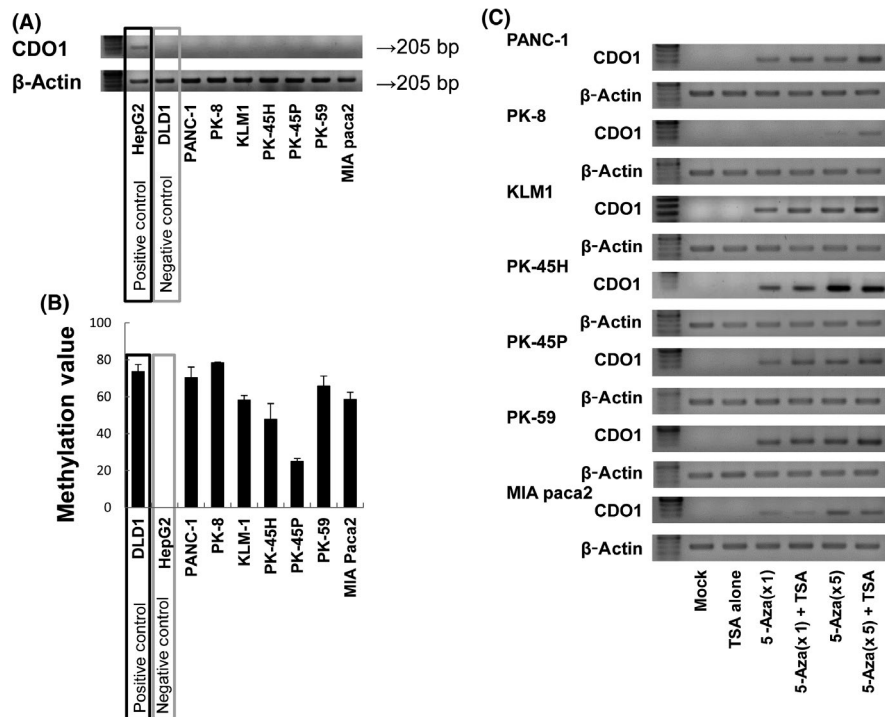 (A)
CDO1 →205 bp
β-Actin →205 bp
HepG2
DLD1
PANC-1
PK-8
KLM1
PK-45H
PK-45P
PK-59
MIA paca2
Positive control
Negative control
(B)
Methylation value
100
80
60
40
20
0
DLD1
HepG2
PANC-1
PK-8
KLM-1
PK-45H
PK-45P
PK-59
MIA Paca2
Positive control
Negative control
(C)
PANC-1
CDO1
β-Actin
PK-8
CDO1
β-Actin
KLM1
CDO1
β-Actin
PK-45H
CDO1
β-Actin
PK-45P
CDO1
β-Actin
PK-59
CDO1
β-Actin
MIA paca2
CDO1
β-Actin
Mock
TSA alone
5-Aza(x1)
5-Aza(x1) + TSA
5-Aza(x5)
5-Aza(x5) + TSA